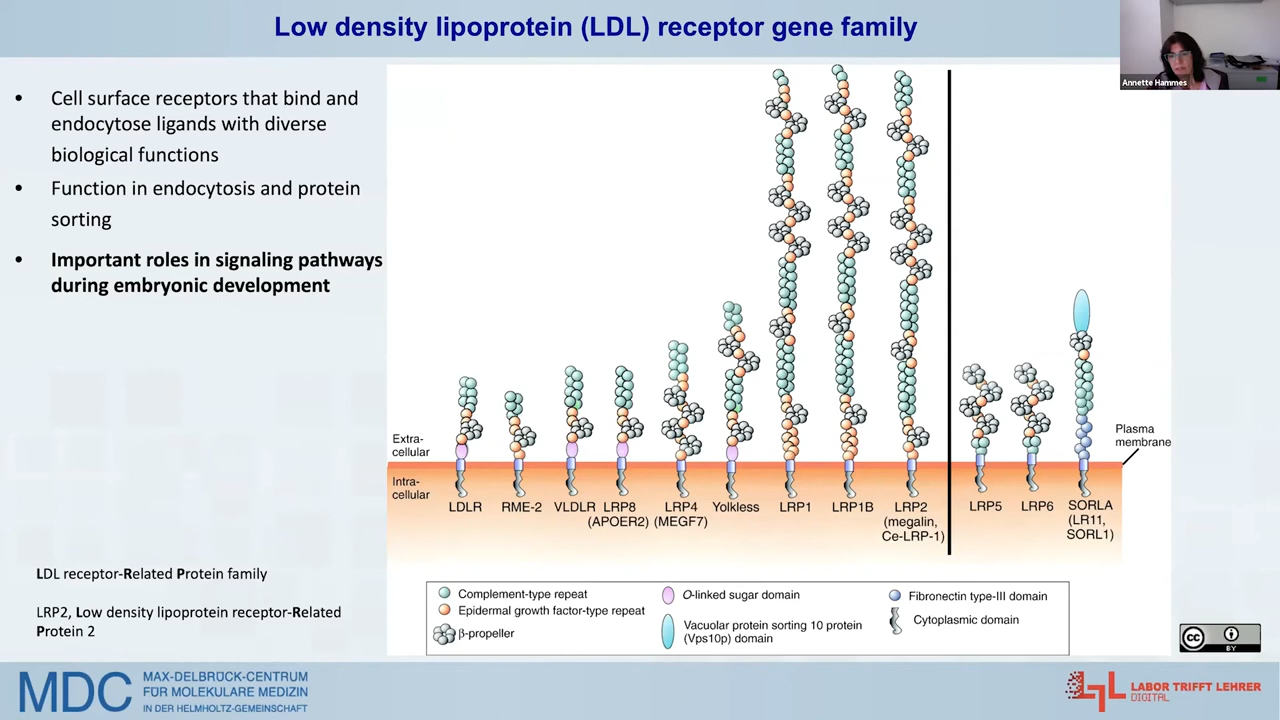 Low density lipoprotein (LDL) receptor gene family
Annette Hammes
• Cell surface receptors that bind and
endocytose ligands with diverse
biological functions
• Function in endocytosis and protein
sorting
• Important roles in signaling pathways
during embryonic development
LDL receptor-Related Protein family
LRP2, Low density lipoprotein receptor-Related
Protein 2
Extra-
cellular
Intra-
cellular
Plasma
membrane
LDLR
RME-2
VLDLR
LRP8
(APOER2)
LRP4
(MEGF7)
Yolkless
LRP1
LRP1B
LRP2
(megalin,
Ce-LRP-1)
LRP5
LRP6
SORLA
(LR11,
SORL1)
Complement-type repeat
Epidermal growth factor-type repeat
β-propeller
O-linked sugar domain
Vacuolar protein sorting 10 protein
(Vps10p) domain
Fibronectin type-III domain
Cytoplasmic domain
cc
BY
MDC
MAX-DELBRÜCK-CENTRUM
FÜR MOLEKULARE MEDIZIN
IN DER HELMHOLTZ-GEMEINSCHAFT
LTL
LABOR TRIFFT LEHRER
DIGITAL